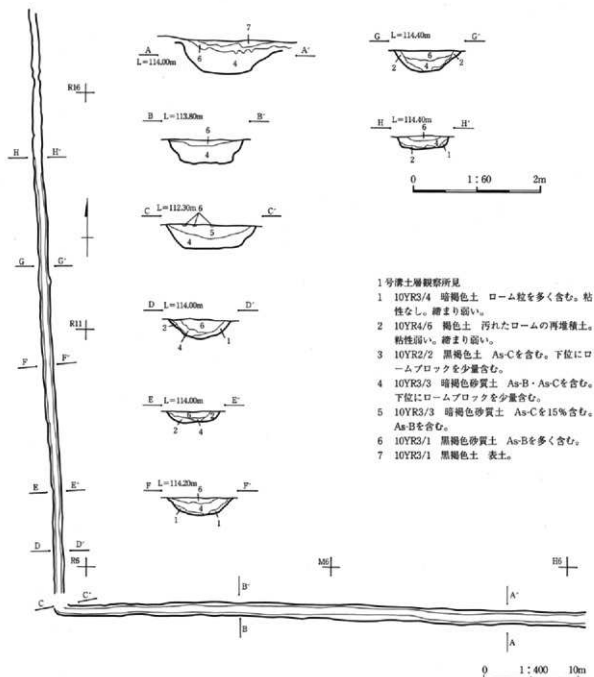 7
A A'
L=114.00m 6 4
G L=114.40m G'
6
2 4 2
R16
B L=113.80m B'
6
4
H L=114.40m H'
6
2 1
0 1:60 2m
H H'
C L=112.30m 6 C'
5
4
G G'
1号溝土層観察所見
1 10YR3/4 暗褐色土 ローム粒を多く含む。粘
性なし。締まり弱い。
2 10YR4/6 褐色土 汚れたロームの再堆積土。
粘性弱い。締まり弱い。
3 10YR2/2 黒褐色土 As-Cを含む。下位にロ
ームブロックを少量含む。
4 10YR3/3 暗褐色砂質土 As-B・As-Cを含む。
下位にロームブロックを少量含む。
5 10YR3/3 暗褐色砂質土 As-Cを15%含む。
As-Bを含む。
6 10YR3/1 黒褐色砂質土 As-Bを多く含む。
7 10YR3/1 黒褐色土 表土。
D L=114.00m D'
2 6
4 1
R11
F F'
E L=114.00m E'
2 4
F L=114.20m F'
6
4
1 1
E E'
D D'
R6 M6 H6
C C'
B' A'
B A
0 1:400 10m